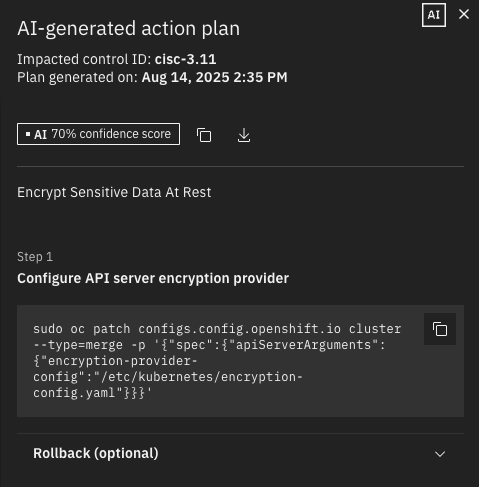 AI
AI-generated action plan
Impacted control ID: cisc-3.11
Plan generated on: Aug 14, 2025 2:35 PM
AI 70% confidence score
Encrypt Sensitive Data At Rest
Step 1
Configure API server encryption provider
sudo oc patch configs.config.openshift.io cluster
--type=merge -p '{"spec":{"apiServerArguments":
{"encryption-provider-
config":"/etc/kubernetes/encryption-
config.yaml"}}}'
Rollback (optional)